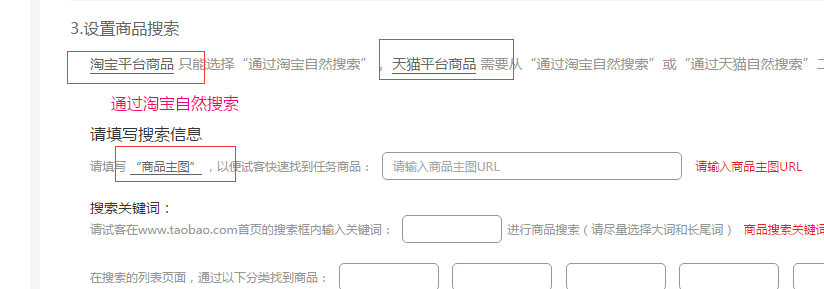 3.设置商品搜索
淘宝平台商品 只能选择“通过淘宝自然搜索”，天猫平台商品 需要从“通过淘宝自然搜索”或“通过天猫自然搜索”
通过淘宝自然搜索
请填写搜索信息
请填写 “商品主图” ，以便试客快速找到任务商品： 请输入商品主图URL 请输入商品主图URL
搜索关键词：
请试客在www.taobao.com首页的搜索框内输入关键词： 进行商品搜索（请尽量选择大词和长尾词） 商品搜索关键词
在搜索的列表页面，通过以下分类找到商品：